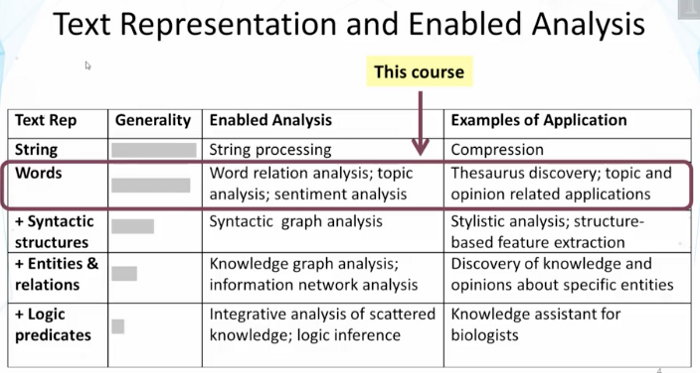 Text Representation and Enabled Analysis
This course
Text Rep Generality Enabled Analysis Examples of Application
String String processing Compression
Words Word relation analysis; topic Thesaurus discovery; topic and
analysis; sentiment analysis opinion related applications
+ Syntactic Syntactic graph analysis Stylistic analysis; structure-
structures based feature extraction
+ Entities & Knowledge graph analysis; Discovery of knowledge and
relations information network analysis opinions about specific entities
+ Logic Integrative analysis of scattered Knowledge assistant for
predicates knowledge; logic inference biologists